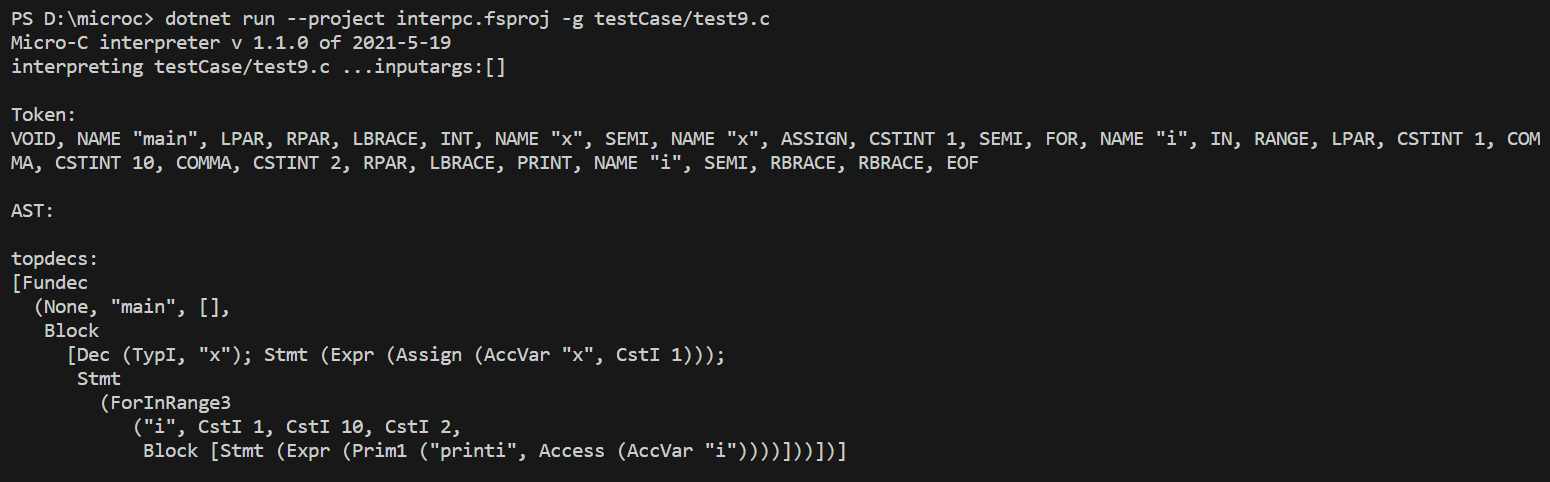 PS D:\microc> dotnet run --project interpc.fsproj -g testCase/test9.c
Micro-C interpreter v 1.1.0 of 2021-5-19
interpreting testCase/test9.c ...inputargs:[]

Token:
VOID, NAME "main", LPAR, RPAR, LBRACE, INT, NAME "x", SEMI, NAME "x", ASSIGN, CSTINT 1, SEMI, FOR, NAME "i", IN, RANGE, LPAR, CSTINT 1, COM
MA, CSTINT 10, COMMA, CSTINT 2, RPAR, LBRACE, PRINT, NAME "i", SEMI, RBRACE, RBRACE, EOF

AST:

topdecs:
[Fundec
  (None, "main", [],
   Block
     [Dec (TypI, "x"); Stmt (Expr (Assign (AccVar "x", CstI 1)));
      Stmt
        (ForInRange3
           ("i", CstI 1, CstI 10, CstI 2,
            Block [Stmt (Expr (Prim1 ("printi", Access (AccVar "i"))))]))])]